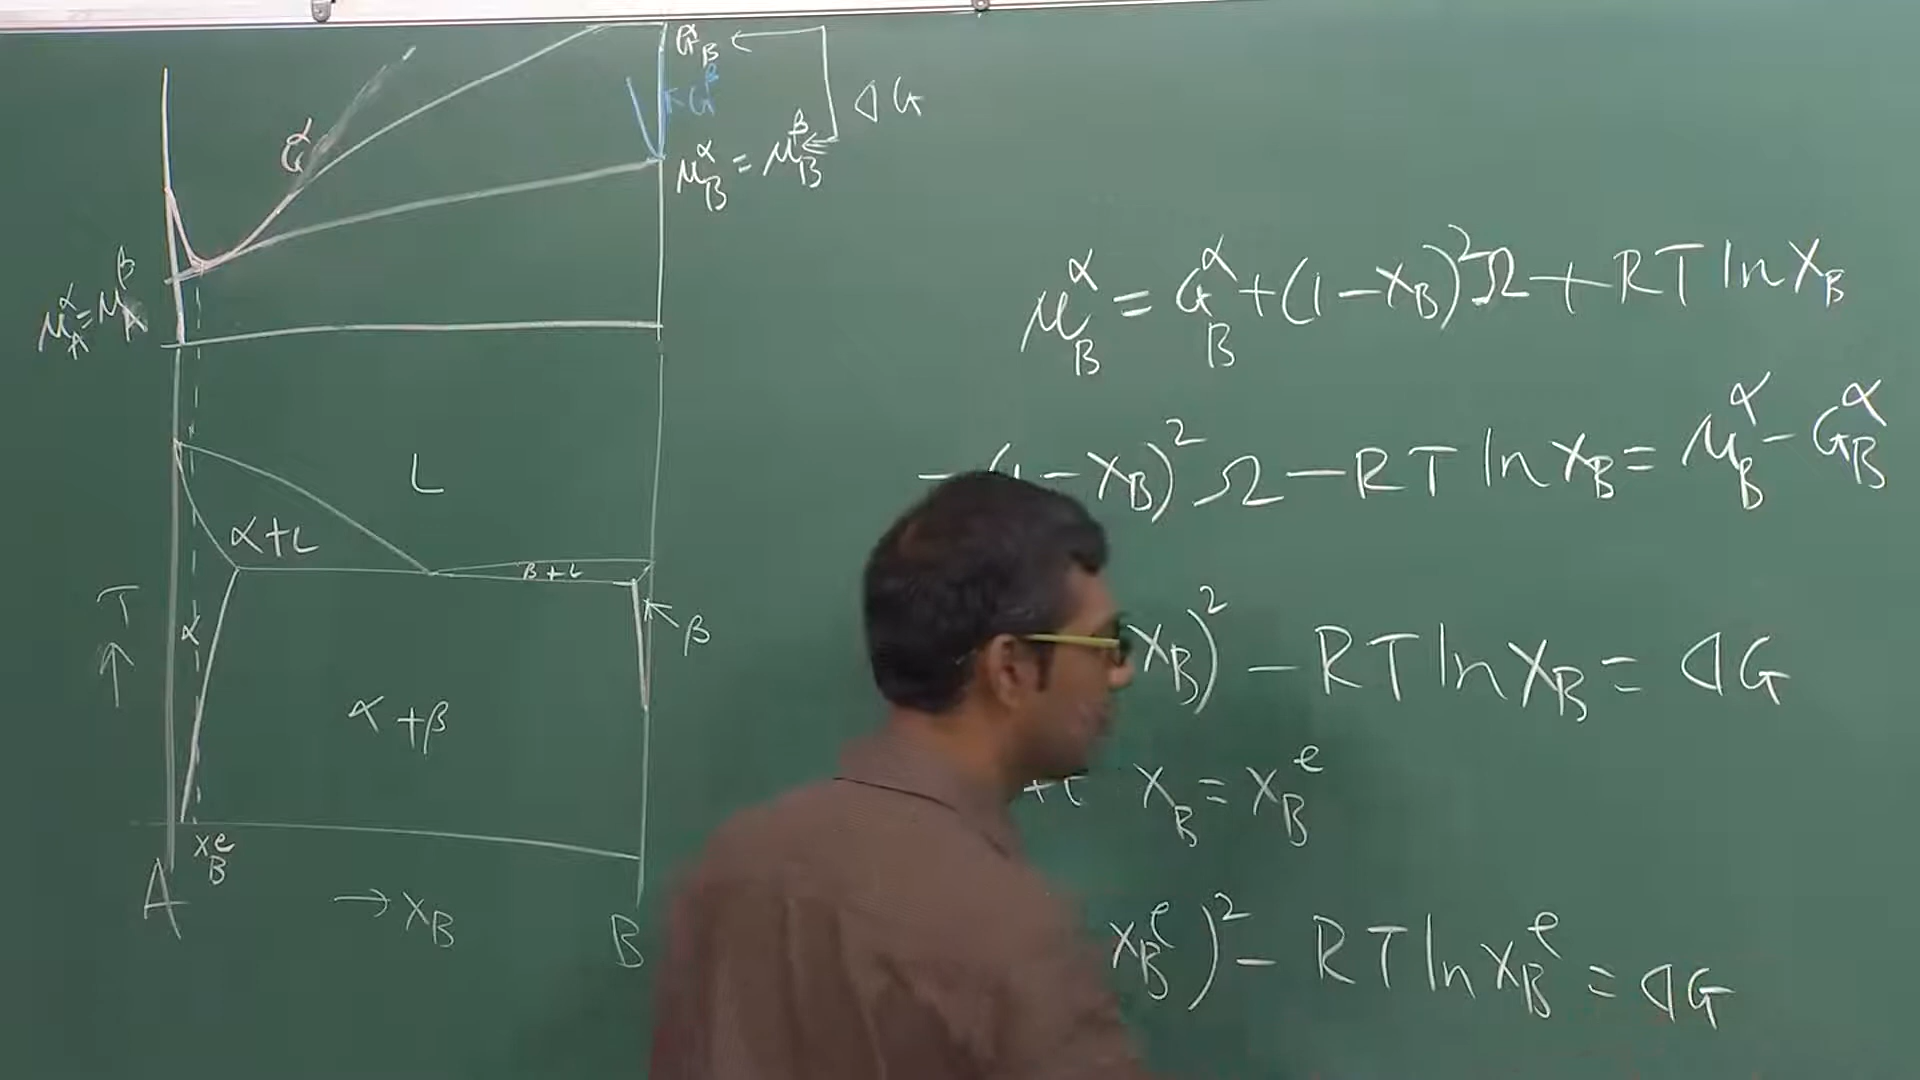 G^α_B
G^β
ΔG
μ^α_B = μ^β_B
G^α
μ^α_A = μ^β_A
L
α+L
β+L
T
α
β
α+β
x^e_B
A
→ X_B
B
μ^α_B = G^α_B + (1-X_B)^2 Ω + RT ln X_B
-X_B)^2 Ω - RT ln X_B = μ^α_B - G^α_B
X_B)^2 - RT ln X_B = ΔG
X_B = X^e_B
X^e_B)^2 - RT ln X^e_B = ΔG